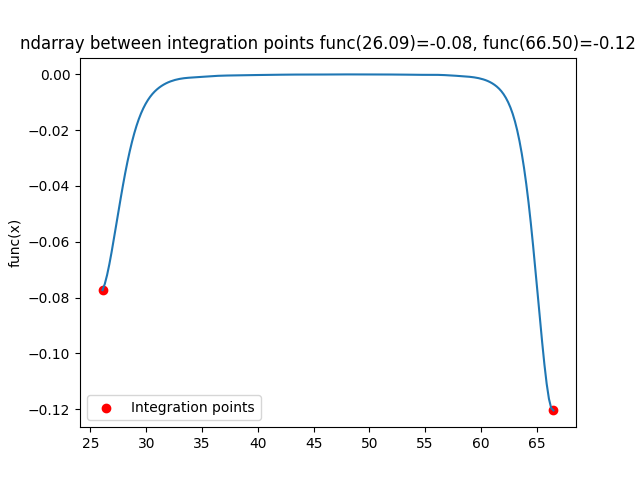 ndarray between integration points func(26.09)=-0.08, func(66.50)=-0.12
0.00
−0.02
−0.04
−0.06
−0.08
−0.10
−0.12
func(x)
Integration points
25 30 35 40 45 50 55 60 65